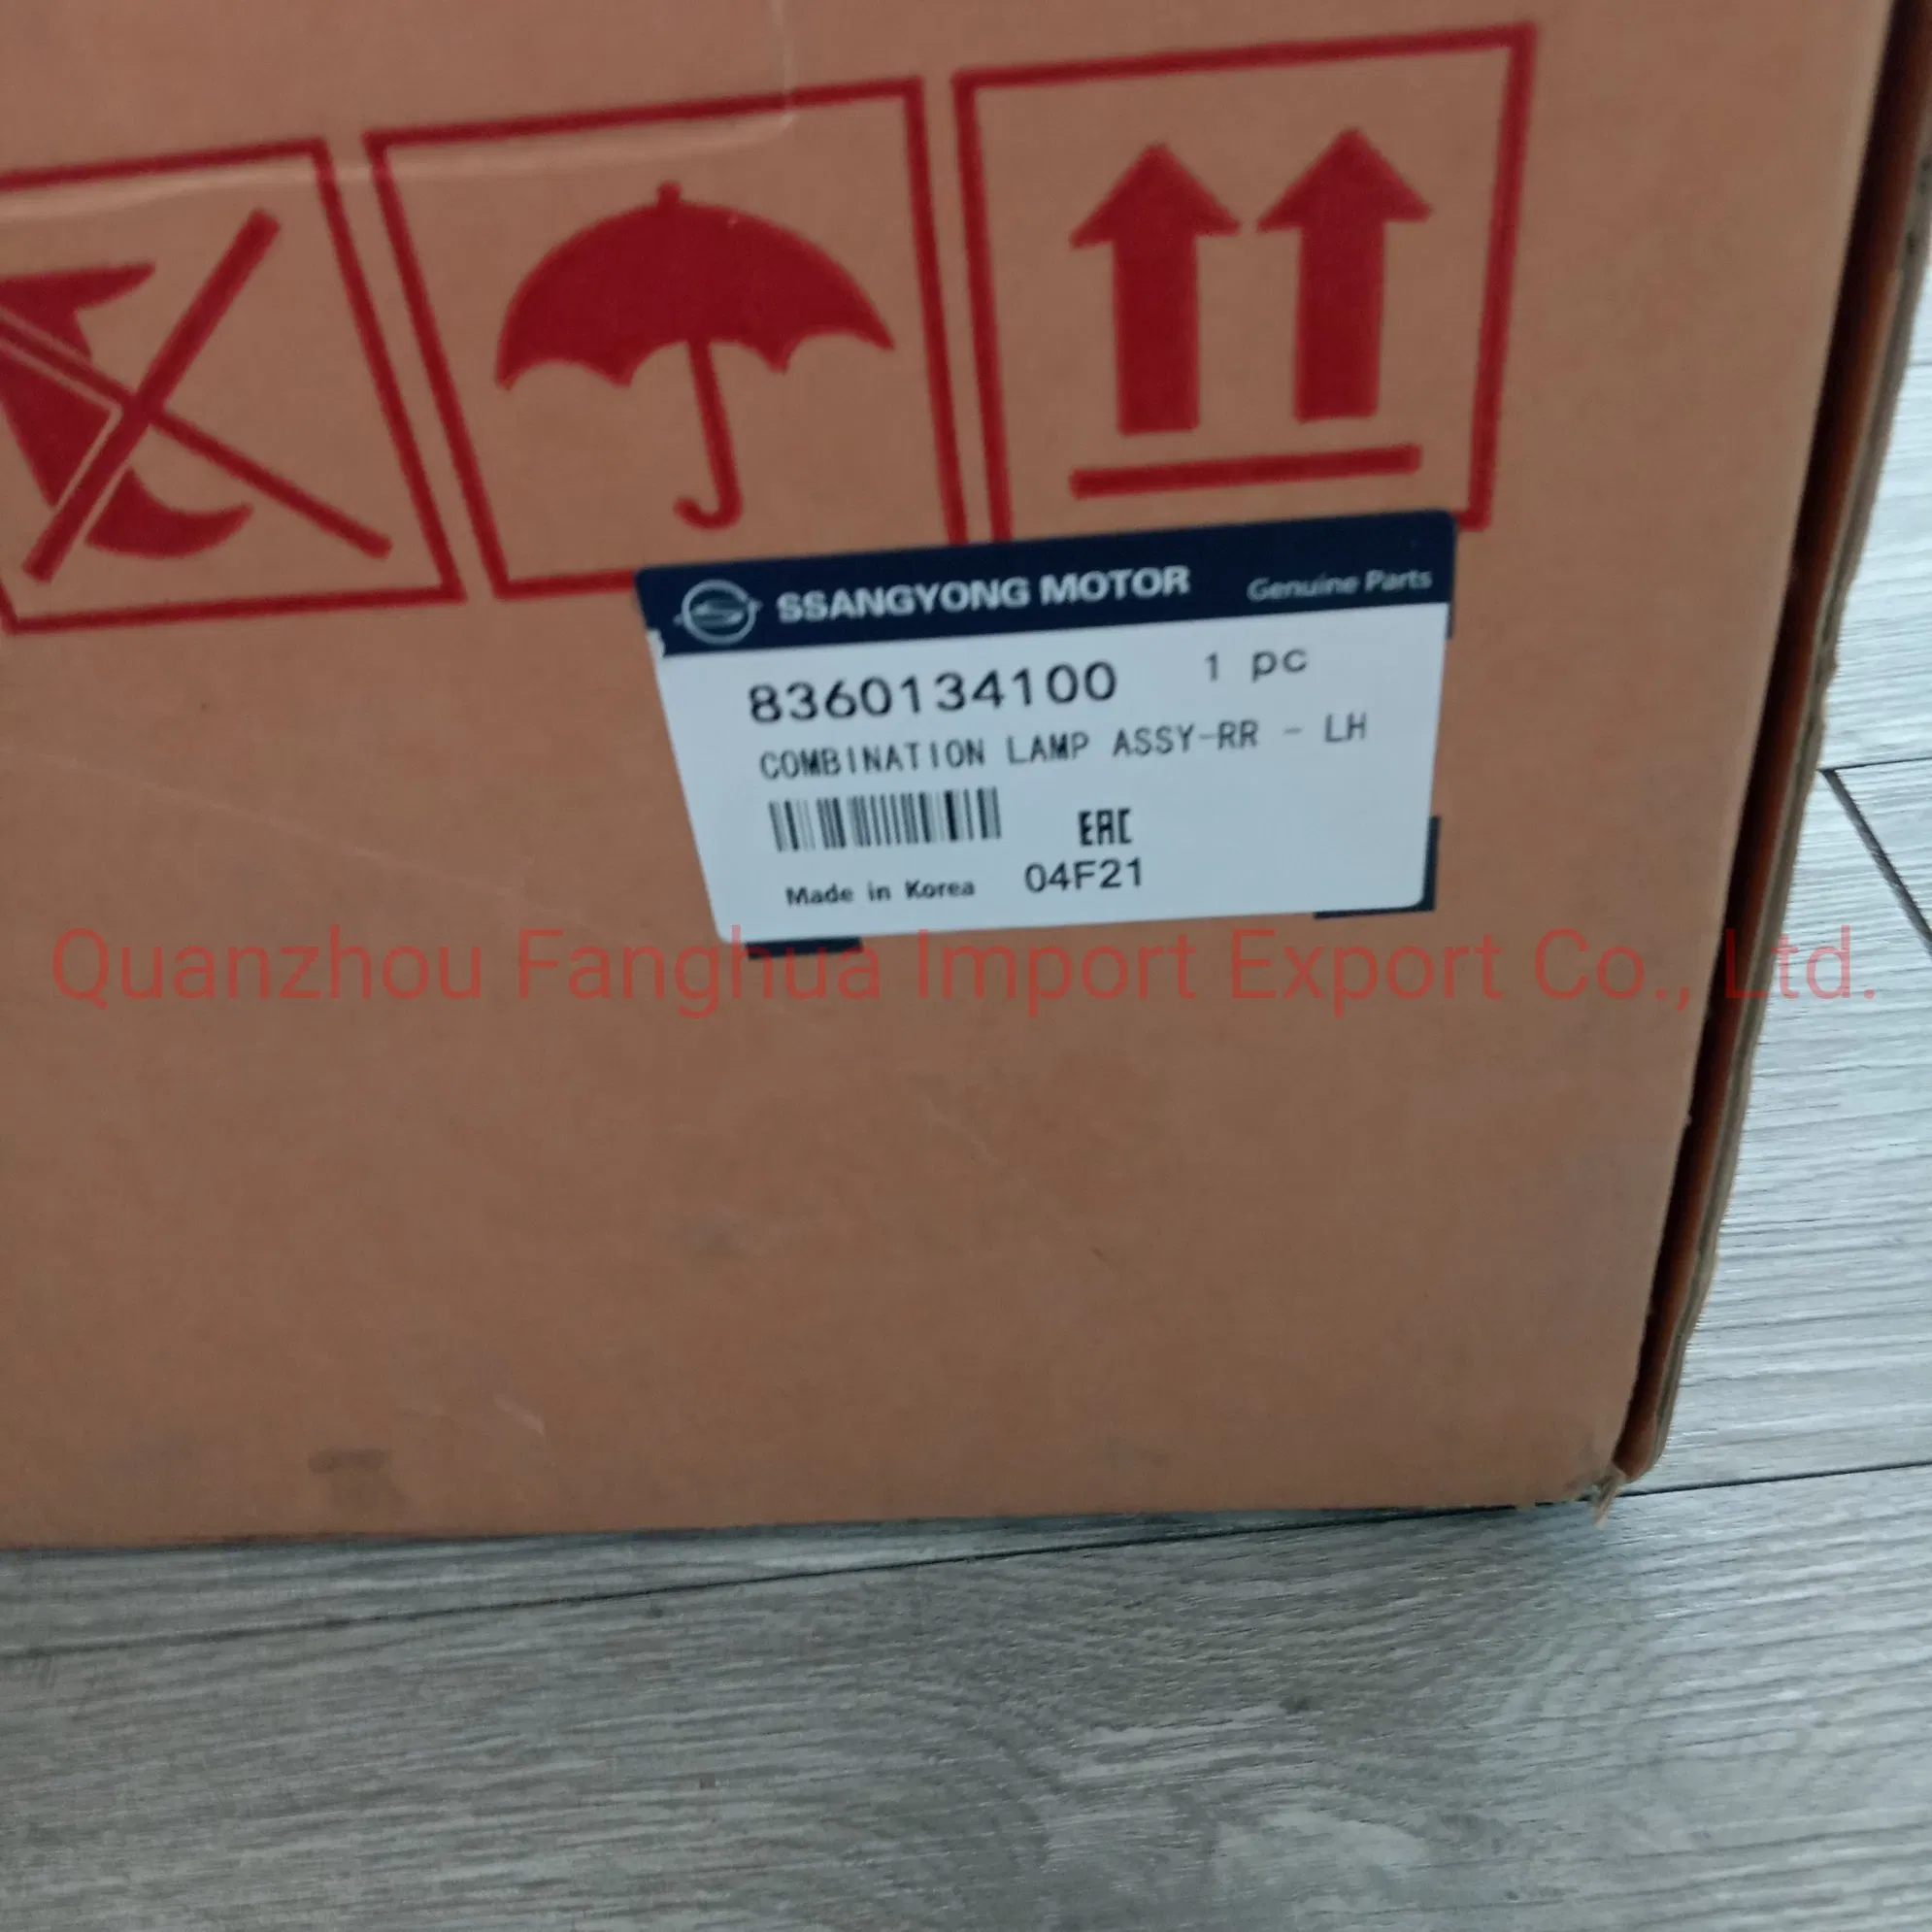 SSANGYONG MOTOR Genuine Parts
8360134100 1 pc
COMBINATION LAMP ASSY-RR - LH
EAC
Made in Korea 04F21
Quanzhou Fanghua Import Export Co., Ltd.